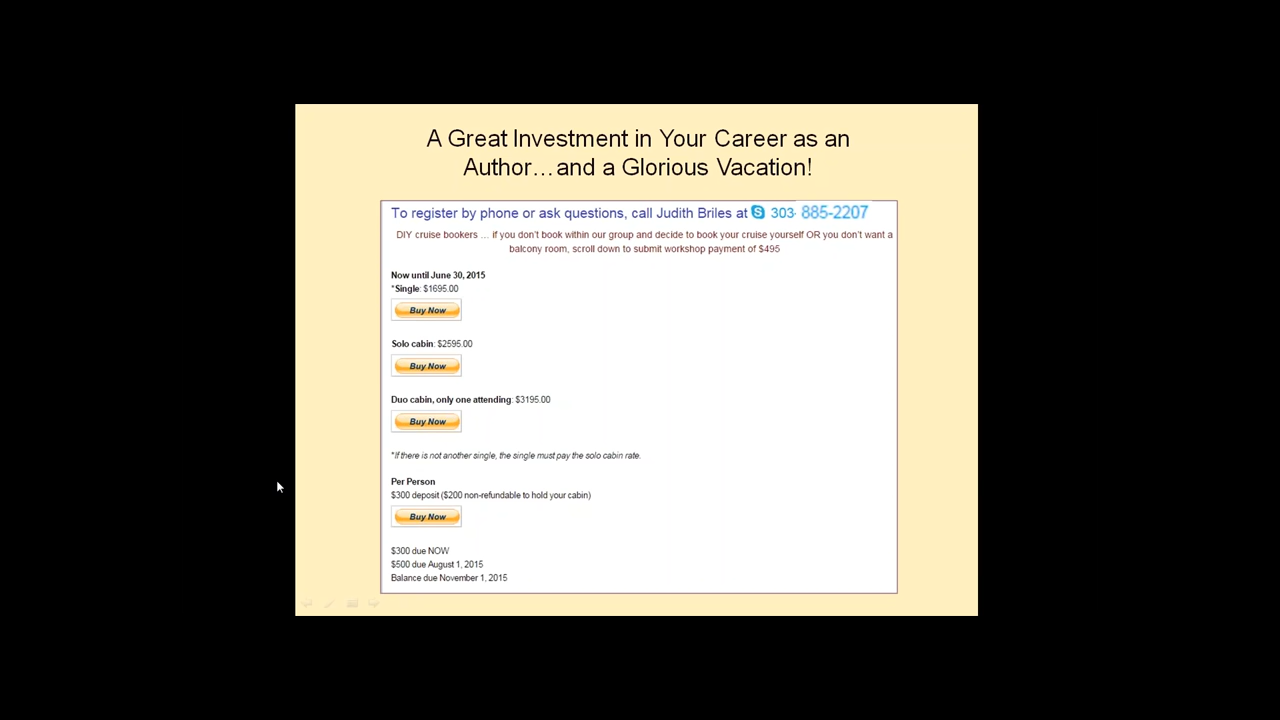 A Great Investment in Your Career as an
Author…and a Glorious Vacation!
To register by phone or ask questions, call Judith Briles at 303- 885-2207
DIY cruise bookers … if you don't book within our group and decide to book your cruise yourself OR you don't want a
balcony room, scroll down to submit workshop payment of $495
Now until June 30, 2015
*Single: $1695.00
Buy Now
Solo cabin: $2595.00
Buy Now
Duo cabin, only one attending: $3195.00
Buy Now
*If there is not another single, the single must pay the solo cabin rate.
Per Person
$300 deposit ($200 non-refundable to hold your cabin)
Buy Now
$300 due NOW
$500 due August 1, 2015
Balance due November 1, 2015